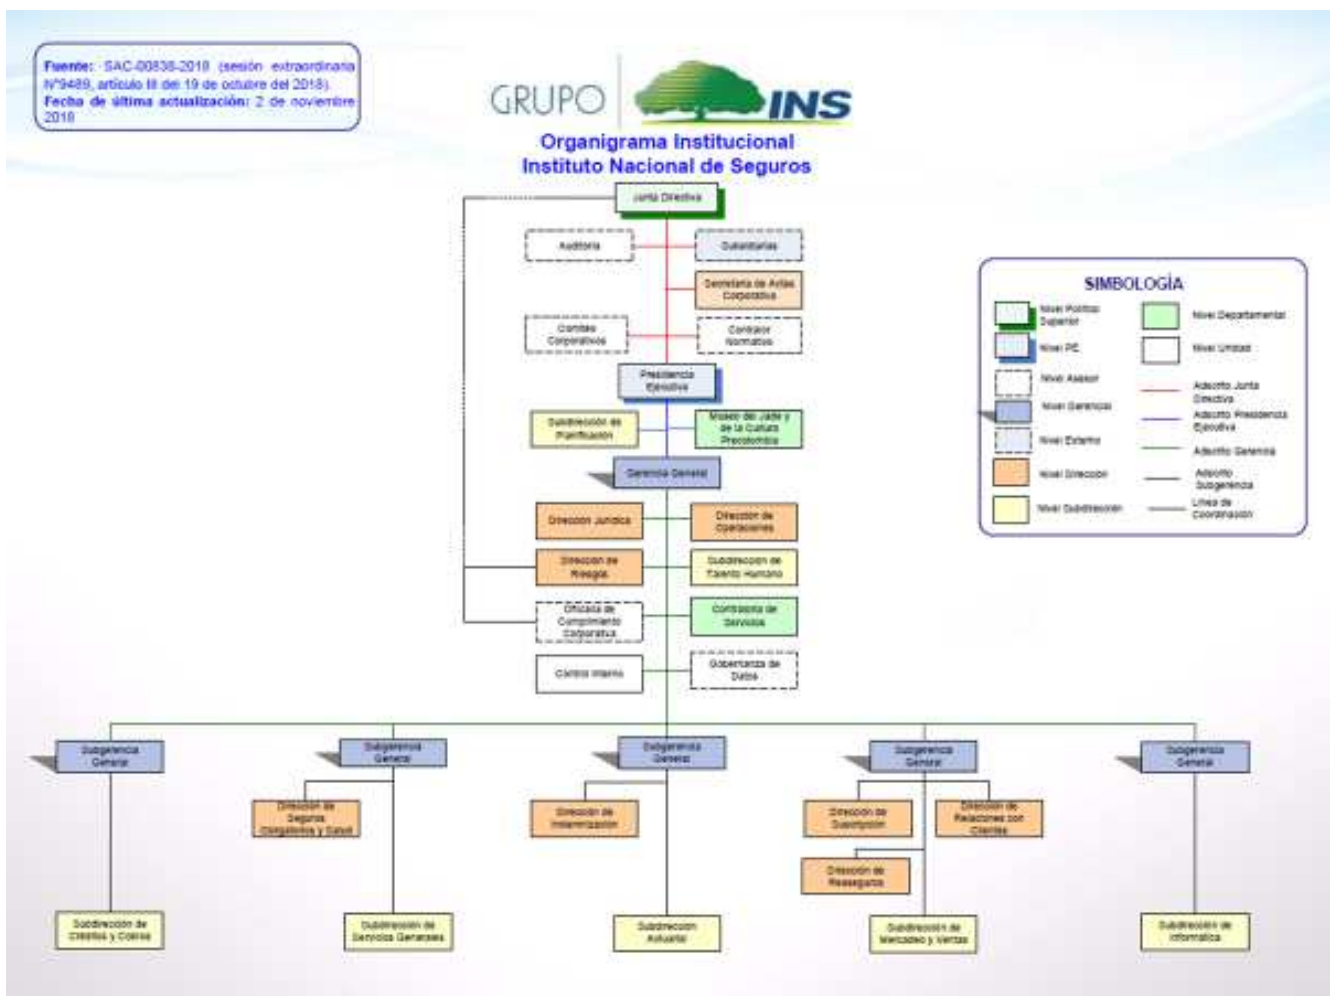 Fuente: SAC-00838-2018 (sesión extraordinaria
N°9489, artículo III del 19 de octubre del 2018).
Fecha de última actualización: 2 de noviembre
2018
GRUPO INS
Organigrama Institucional
Instituto Nacional de Seguros
Junta Directiva
Auditoría
Subsidiarias
Secretaría de Actas
Corporativa
Comités
Corporativos
Contralor
Normativo
Presidencia
Ejecutiva
Subdirección de
Planificación
Museo del Jade y
de la Cultura
Precolombia
Gerencia General
Dirección Jurídica
Dirección de
Operaciones
Dirección de
Riesgos
Subdirección de
Talento Humano
Oficialía de
Cumplimiento
Corporativa
Contraloría de
Servicios
Control Interno
Gobernanza de
Datos
SIMBOLOGÍA
Nivel Político
Superior
Nivel PE
Nivel Asesor
Nivel Gerencial
Nivel Externo
Nivel Dirección
Nivel Subdirección
Nivel Departamental
Nivel Unidad
Adscrito Junta
Directiva
Adscrito Presidencia
Ejecutiva
Adscrito Gerencia
Adscrito
Subgerencia
Línea de
Coordinación
Subgerencia
General
Subgerencia
General
Subgerencia
General
Subgerencia
General
Subgerencia
General
Dirección de
Seguros
Obligatorios y Salud
Dirección de
Indemnización
Dirección de
Suscripción
Dirección de
Relaciones con
Clientes
Dirección de
Reaseguros
Subdirección de
Créditos y Cobros
Subdirección de
Servicios Generales
Subdirección
Actuarial
Subdirección de
Mercadeo y Ventas
Subdirección de
Informática